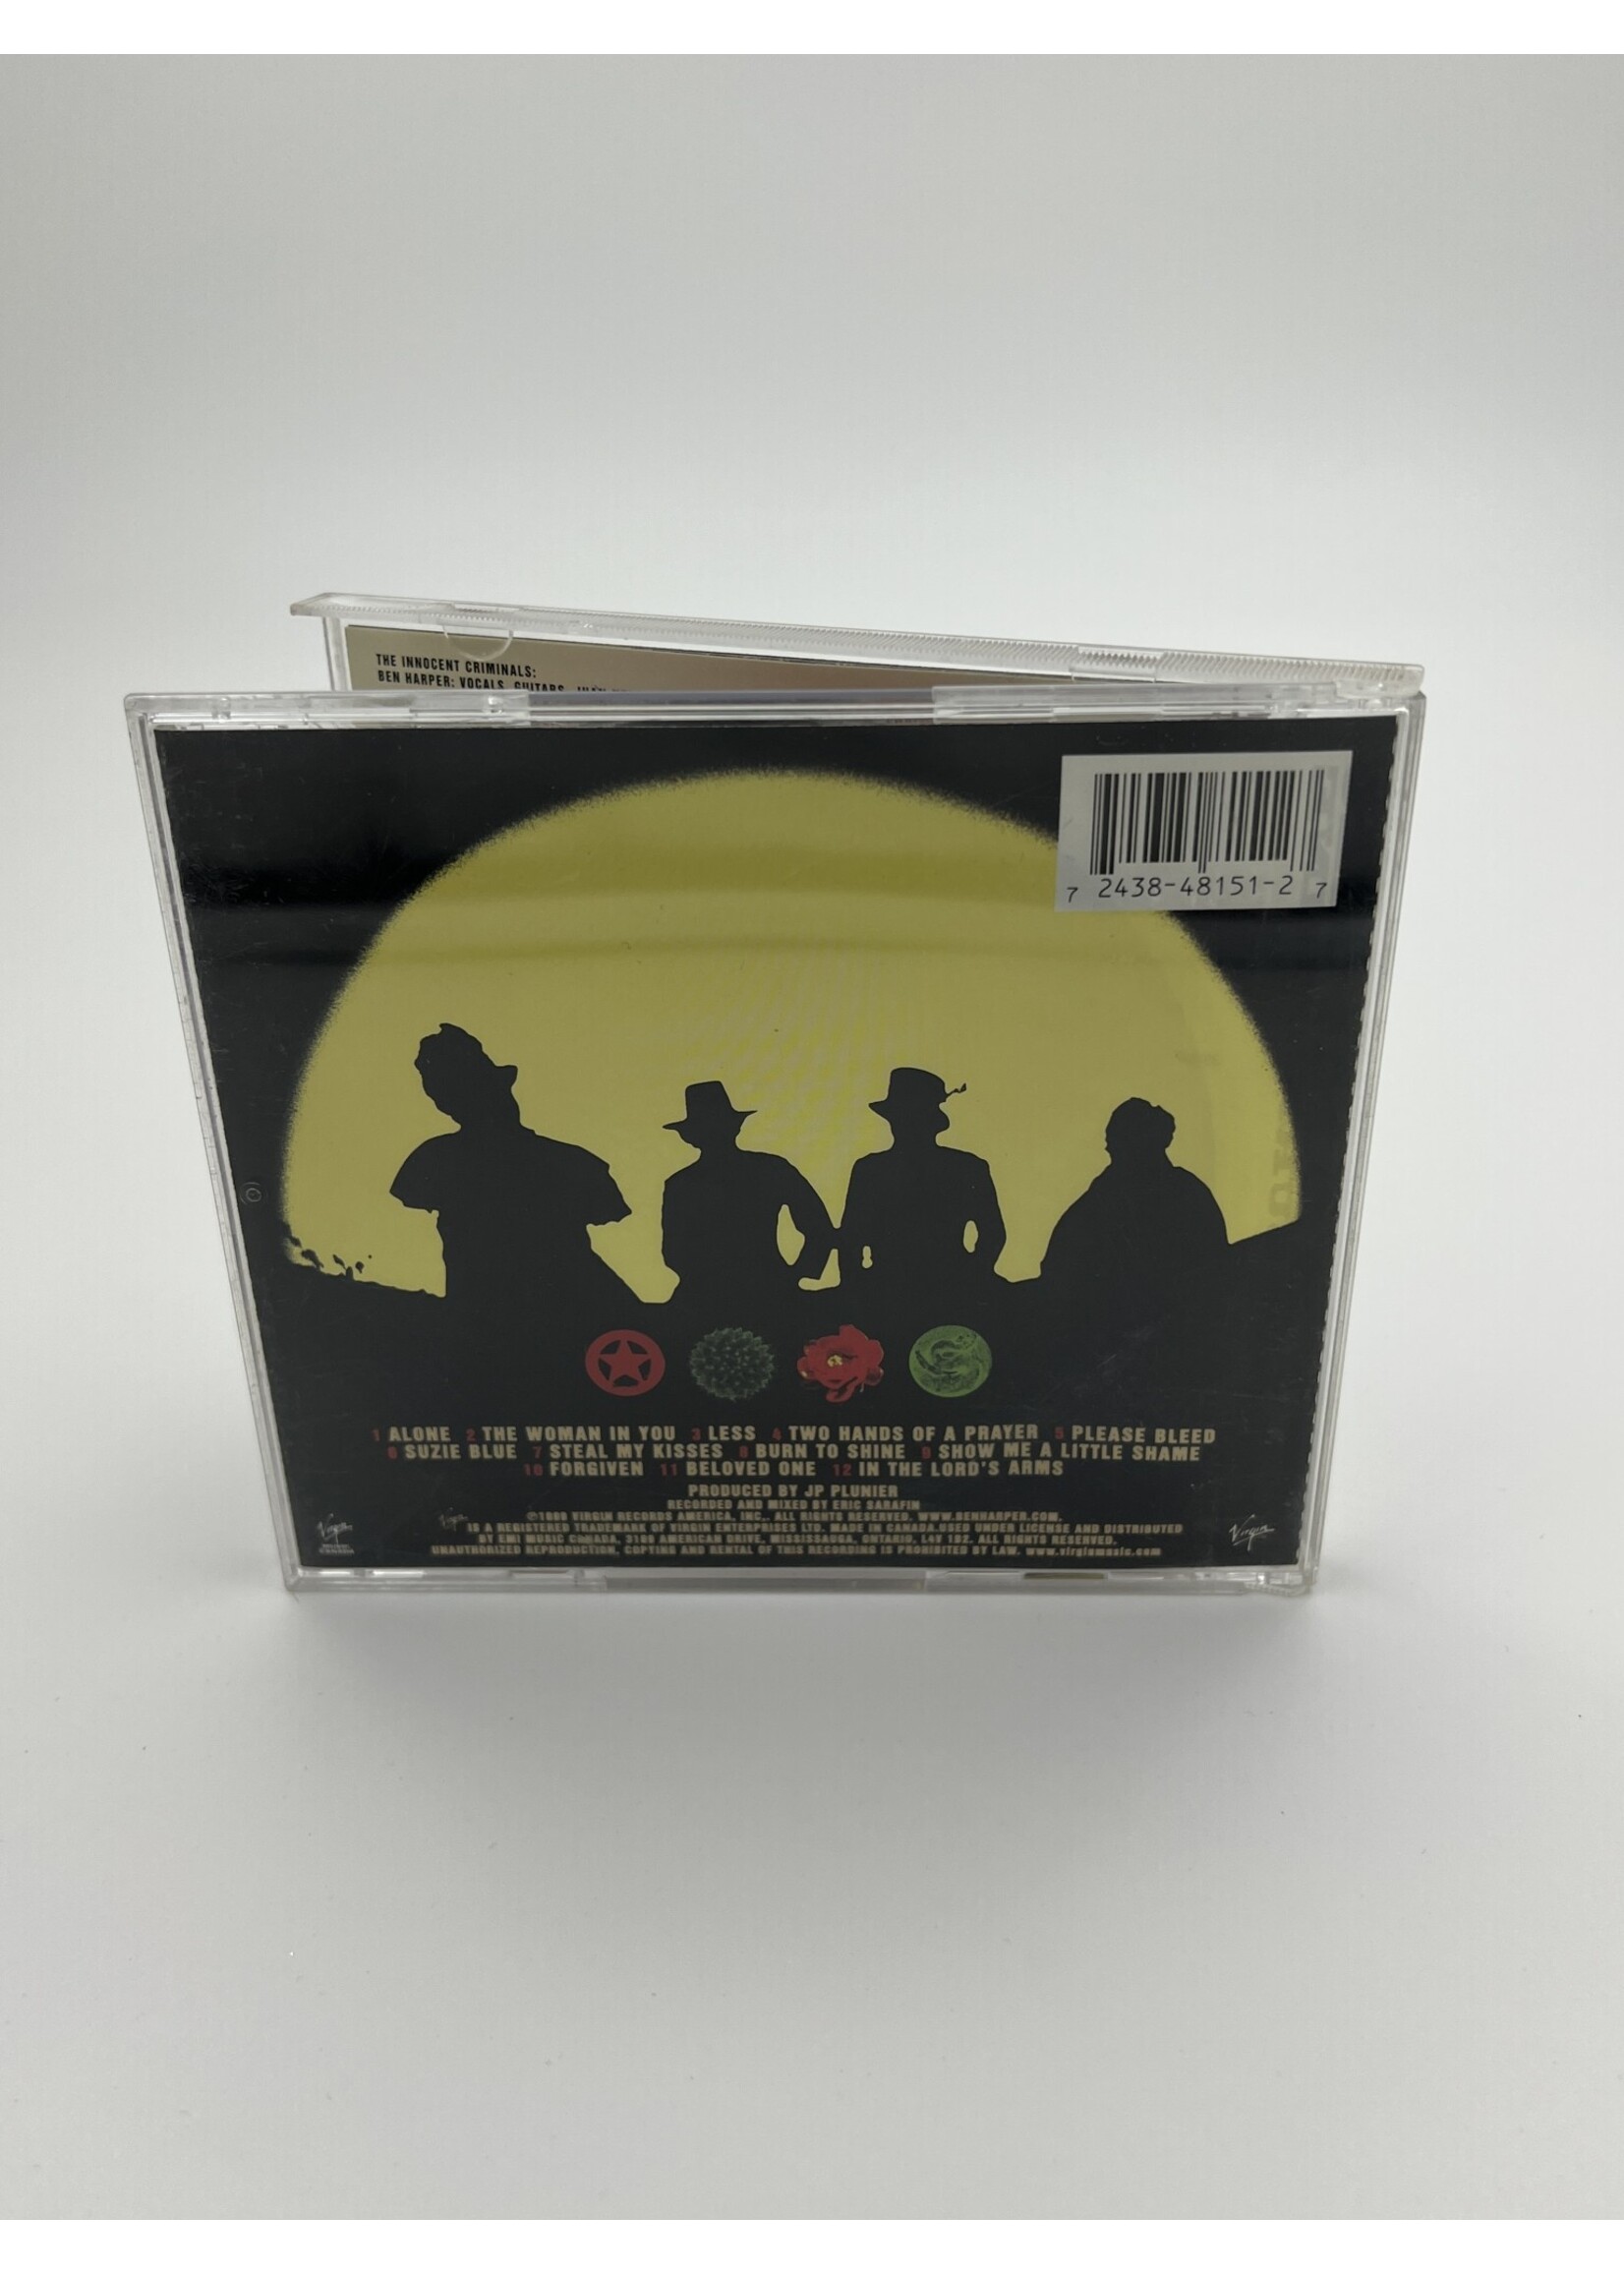 THE INNOCENT CRIMINALS:
BEN HARPER: VOCALS, GUITARS,
7 2438-48151-2 7
1 ALONE 2 THE WOMAN IN YOU 3 LESS 4 TWO HANDS OF A PRAYER 5 PLEASE BLEED
6 SUZIE BLUE 7 STEAL MY KISSES 8 BURN TO SHINE 9 SHOW ME A LITTLE SHAME
10 FORGIVEN 11 BELOVED ONE 12 IN THE LORD'S ARMS
PRODUCED BY JP PLUNIER
RECORDED AND MIXED BY ERIC SARAFIN
℗1999 VIRGIN RECORDS AMERICA, INC,. ALL RIGHTS RESERVED. WWW.BENHARPER.COM.
Virgin IS A REGISTERED TRADEMARK OF VIRGIN ENTERPRISES LTD. MADE IN CANADA.USED UNDER LICENSE AND DISTRIBUTED
BY EMI MUSIC CANADA, 3109 AMERICAN DRIVE, MISSISSAUGA, ONTARIO, L4V 1B2. ALL RIGHTS RESERVED.
UNAUTHORIZED REPRODUCTION, COPYING AND RENTAL OF THIS RECORDING IS PROHIBITED BY LAW. www.virginmusic.com
Virgin
CANADA
Virgin